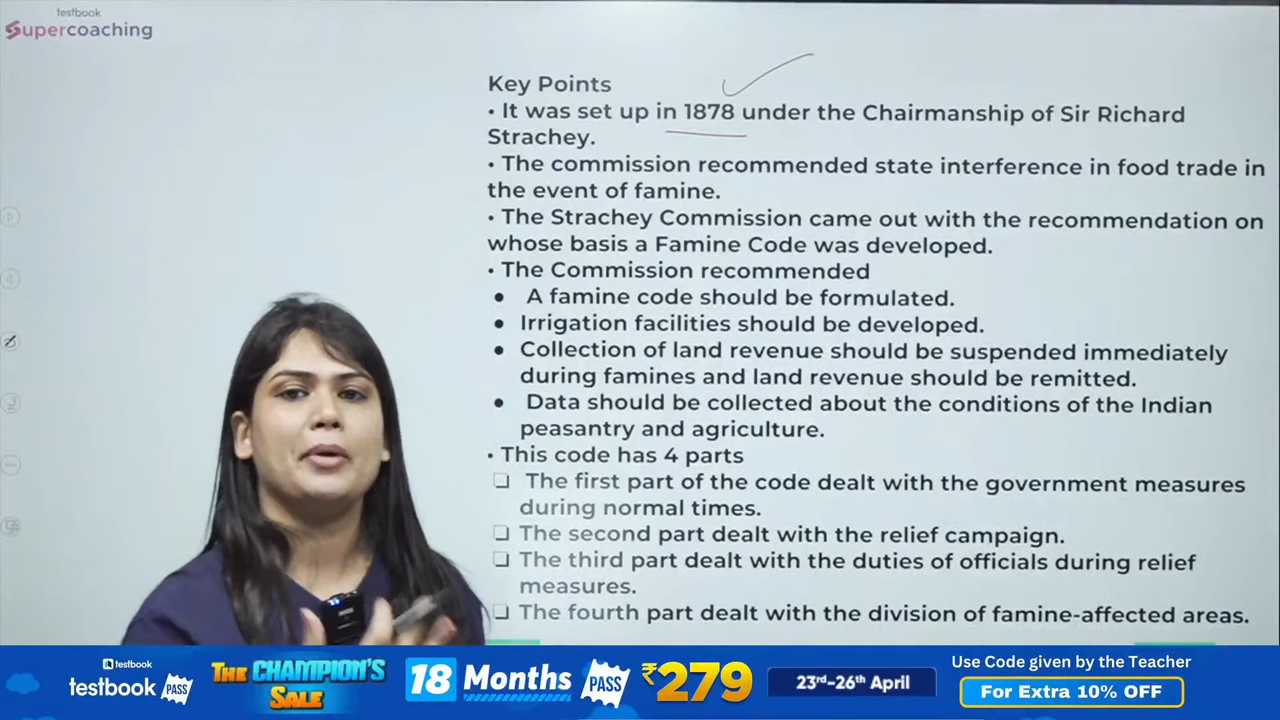 testbook
Supercoaching
Key Points
• It was set up in 1878 under the Chairmanship of Sir Richard
Strachey.
• The commission recommended state interference in food trade in
the event of famine.
• The Strachey Commission came out with the recommendation on
whose basis a Famine Code was developed.
• The Commission recommended
● A famine code should be formulated.
● Irrigation facilities should be developed.
● Collection of land revenue should be suspended immediately
during famines and land revenue should be remitted.
● Data should be collected about the conditions of the Indian
peasantry and agriculture.
• This code has 4 parts
❑ The first part of the code dealt with the government measures
during normal times.
❑ The second part dealt with the relief campaign.
❑ The third part dealt with the duties of officials during relief
measures.
❑ The fourth part dealt with the division of famine-affected areas.
testbook
testbook PASS
THE CHAMPION'S
SALE
18 Months PASS ₹279
23rd-26th April
Use Code given by the Teacher
For Extra 10% OFF